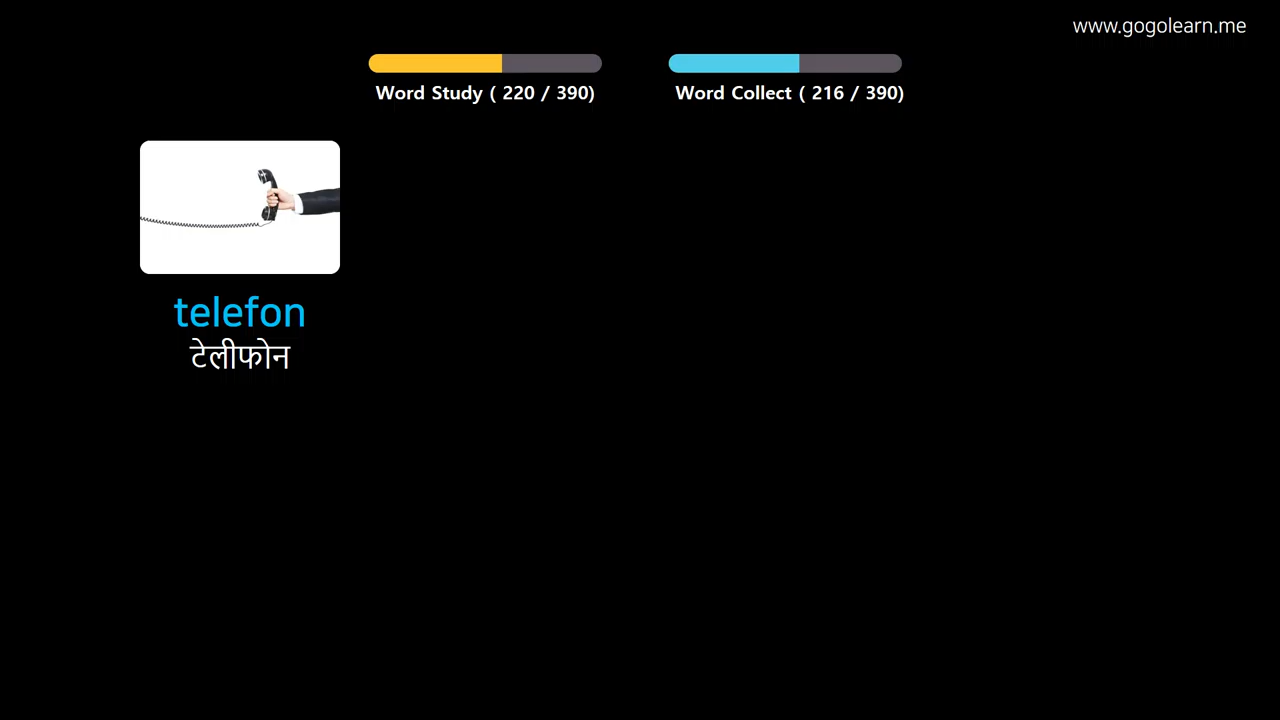 www.gogolearn.me
Word Study ( 220 / 390)
Word Collect ( 216 / 390)
telefon
टेलीफोन